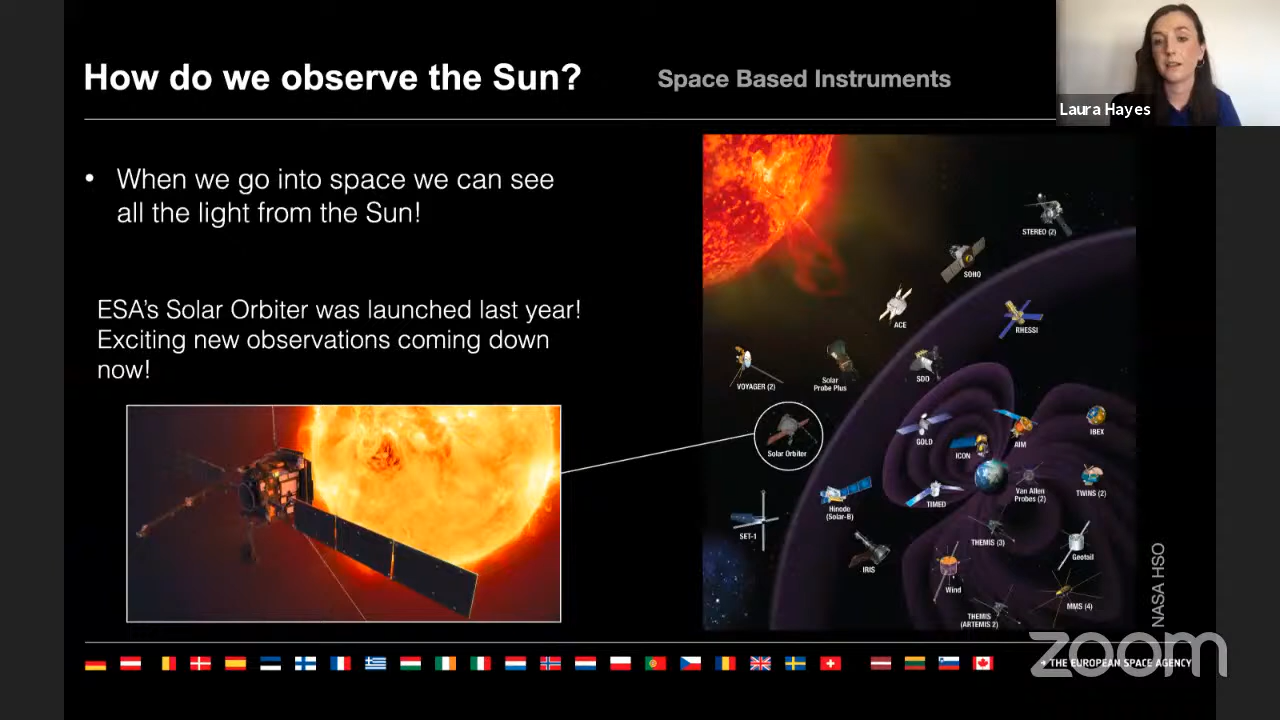 How do we observe the Sun?
Space Based Instruments
Laura Hayes
• When we go into space we can see
all the light from the Sun!
ESA's Solar Orbiter was launched last year!
Exciting new observations coming down
now!
STEREO (2)
SOHO
ACE
RHESSI
VOYAGER (2)
Solar
Probe Plus
SDO
Solar Orbiter
GOLD
AIM
IBEX
ICON
Hinode
(Solar-B)
TIMED
Van Allen
Probes (2)
TWINS (2)
SET-1
THEMIS (3)
Geotail
IRIS
Wind
MMS (4)
THEMIS
(ARTEMIS 2)
NASA HSO
zoom
THE EUROPEAN SPACE AGENCY